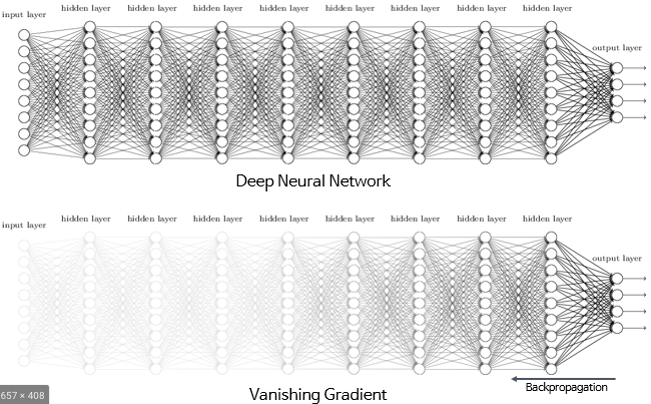 hidden layer hidden layer hidden layer hidden layer hidden layer hidden layer hidden layer hidden layer
input layer
output layer
Deep Neural Network
hidden layer hidden layer hidden layer hidden layer hidden layer hidden layer hidden layer hidden layer
input layer
output layer
Backpropagation
Vanishing Gradient
657 × 408